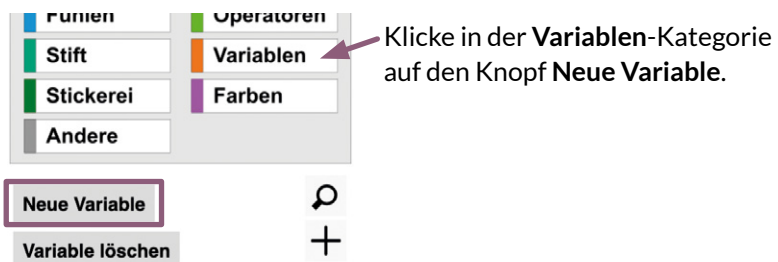 Fühlen
Operatoren
Stift
Variablen
Stickerei
Farben
Andere
Klicke in der Variablen-Kategorie
auf den Knopf Neue Variable.
Neue Variable
Variable löschen